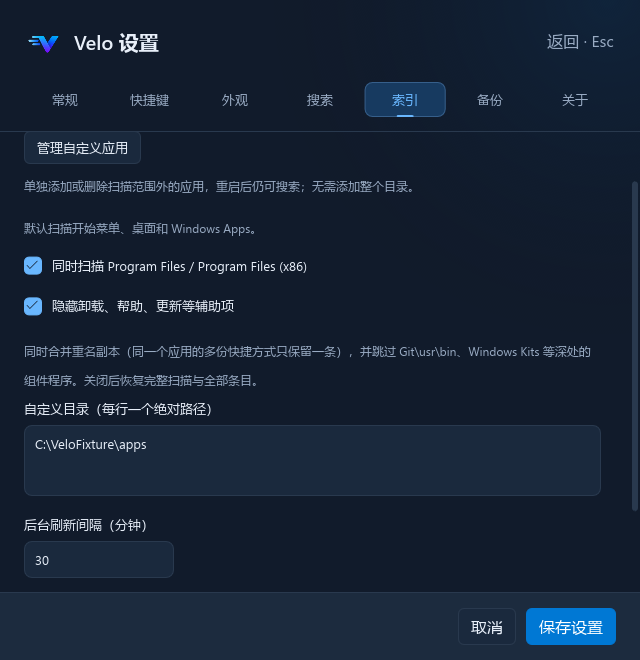 Velo 设置
返回 · Esc
常规 快捷键 外观 搜索 索引 备份 关于
管理自定义应用
单独添加或删除扫描范围外的应用，重启后仍可搜索；无需添加整个目录。
默认扫描开始菜单、桌面和 Windows Apps。
同时扫描 Program Files / Program Files (x86)
隐藏卸载、帮助、更新等辅助项
同时合并重名副本（同一个应用的多份快捷方式只保留一条），并跳过 Git\usr\bin、Windows Kits 等深处的
组件程序。关闭后恢复完整扫描与全部条目。
自定义目录（每行一个绝对路径）
C:\VeloFixture\apps
后台刷新间隔（分钟）
30
取消 保存设置